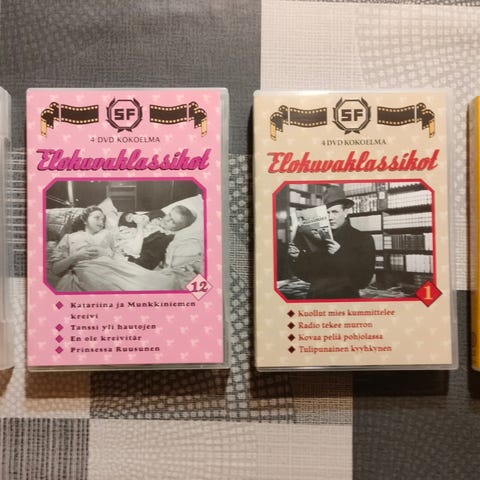 SF
4 DVD KOKOELMA
Elokuvaklassikot
12
Katariina ja Munkkiniemen
kreivi
Tanssi yli hautojen
En ole kreivitär
Prinsessa Ruusunen
SF
4 DVD KOKOELMA
Elokuvaklassikot
1
Kuollut mies kummittelee
Radio tekee murron
Kovaa peliä pohjolassa
Tulipunainen kyyhkynen